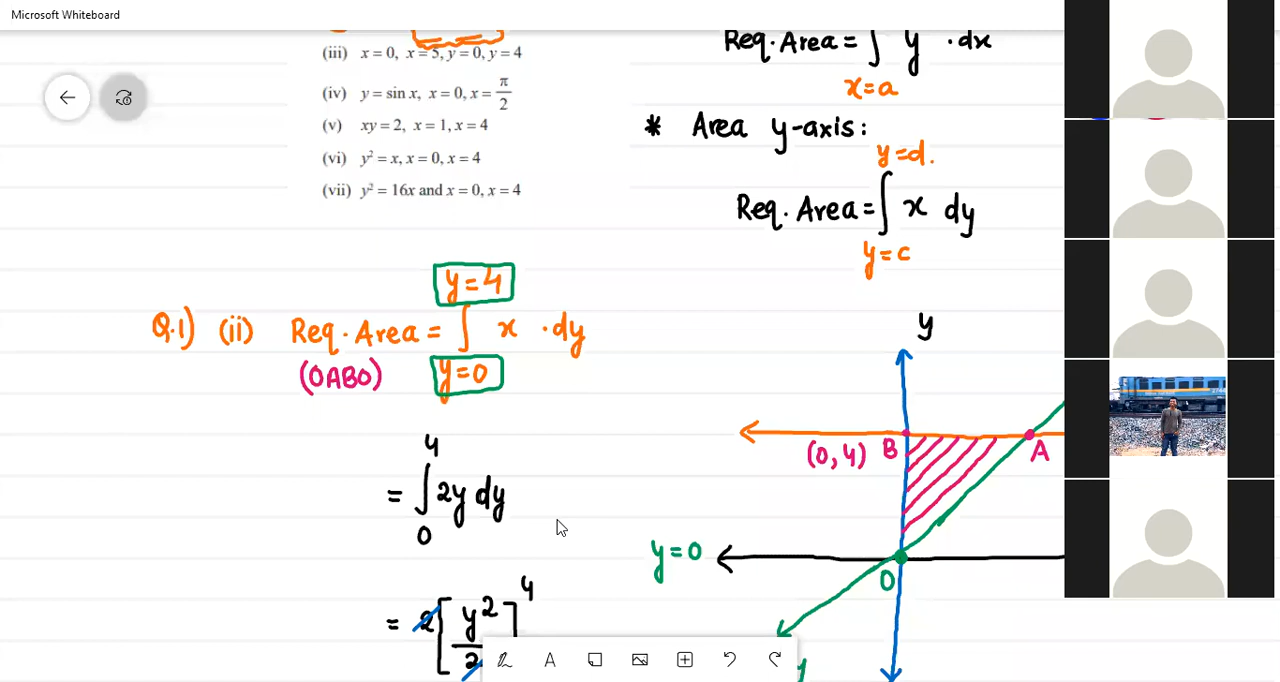 Microsoft Whiteboard
(iii) x = 0, x = 5, y = 0, y = 4
(iv) y = sin x, x = 0, x = π/2
(v) xy = 2, x = 1, x = 4
(vi) y² = x, x = 0, x = 4
(vii) y² = 16x and x = 0, x = 4
Req. Area = ∫ y · dx
x=a
* Area y-axis:
y=d.
Req. Area = ∫ x dy
y=c
y=4
Q.1) (ii) Req. Area = ∫ x · dy
(OABO) y=0
4
= ∫ 2y dy
0
= 2 [ y²/2 ] 4
y
(0, 4) B A
y=0
O
y